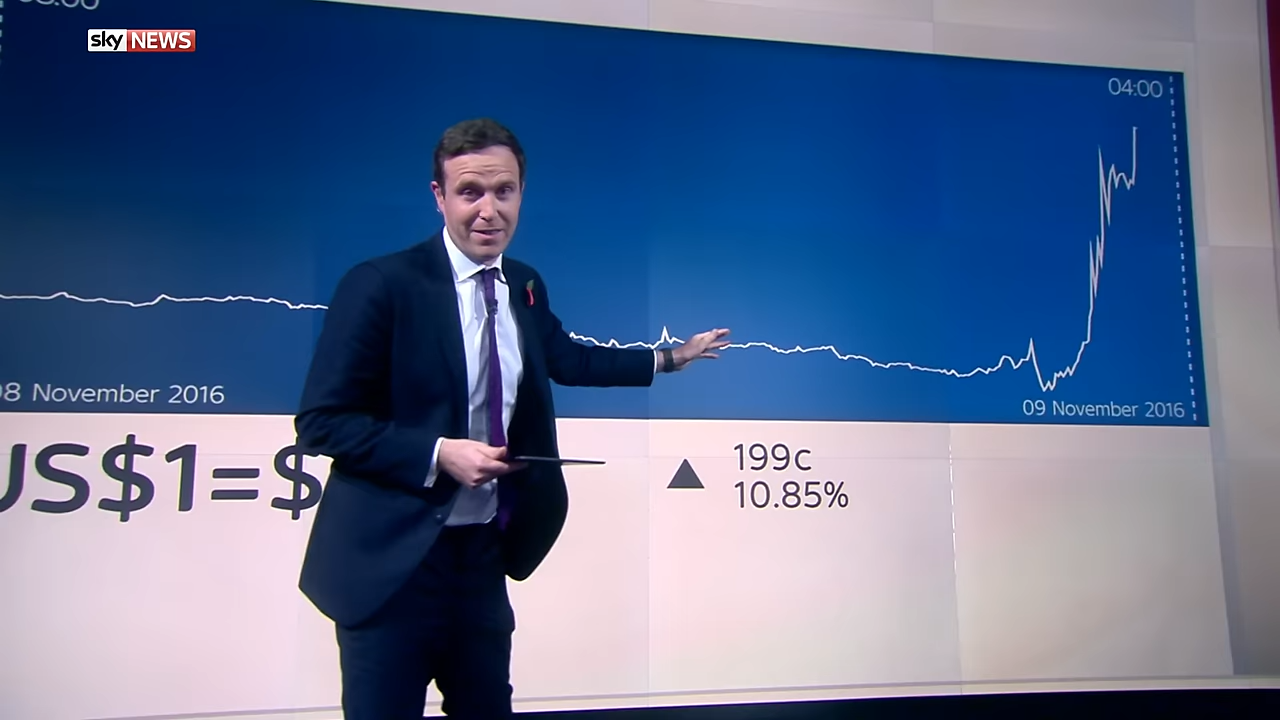 sky NEWS
04:00
08 November 2016
09 November 2016
US$1=$
199c
10.85%